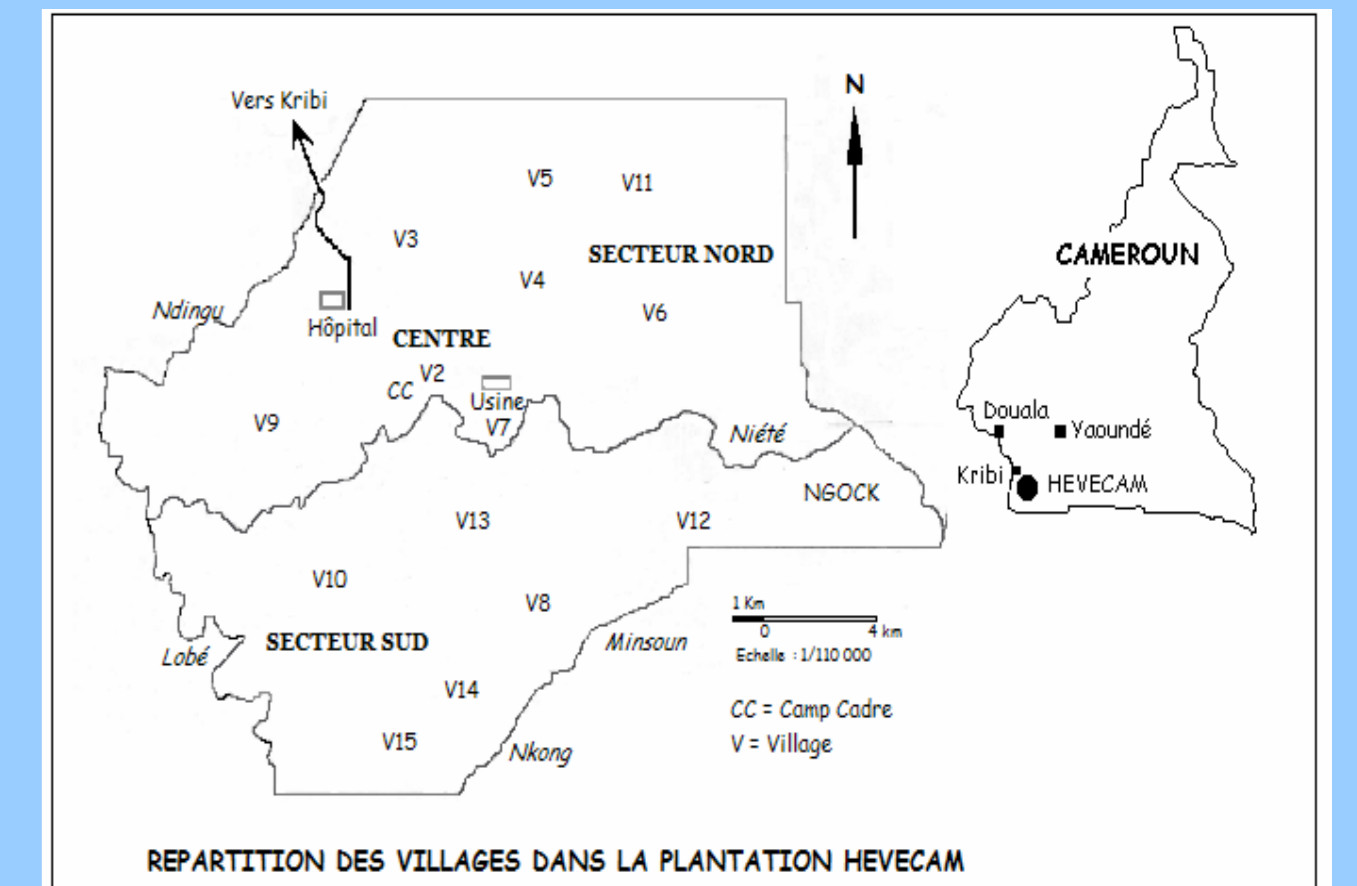 Vers Kribi
N
V5
V11
V3
SECTEUR NORD
CAMEROUN
V4
Ndingu
V6
Hôpital
CENTRE
V2
CC
Usine
V9
V7
Niété
Douala
Yaoundé
Kribi
HEVECAM
NGOCK
V13
V12
V10
V8
1 Km
0
4 km
Echelle : 1/110 000
SECTEUR SUD
Minsoun
Lobé
V14
CC = Camp Cadre
V15
V = Village
Nkong
REPARTITION DES VILLAGES DANS LA PLANTATION HEVECAM